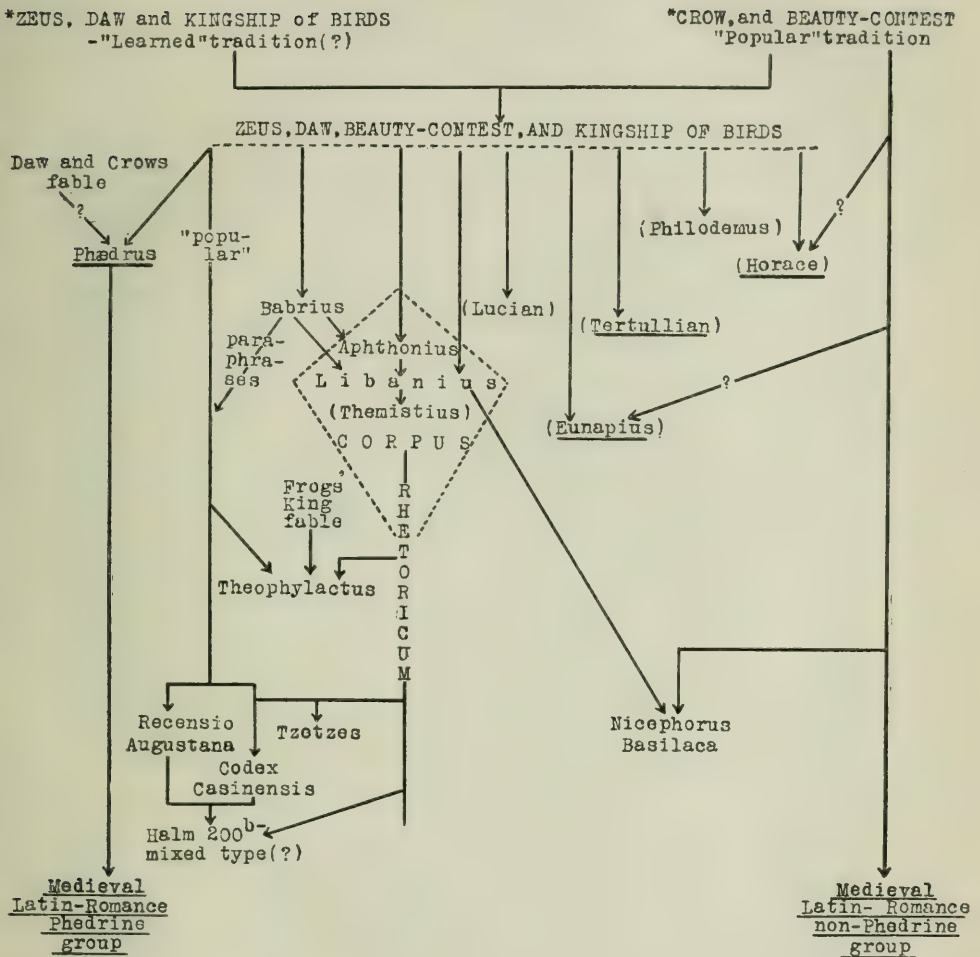 *ZEUS, DAW and KINGSHIP of BIRDS
-"Learned"tradition(?)
*CROW,and BEAUTY-CONTEST
"Popular"tradition
ZEUS,DAW,BEAUTY-CONTEST,AND KINGSHIP OF BIRDS
Daw and Crows
fable
?
Phædrus
"popu-
lar"
(Philodemus)
?
(Horace)
Babrius
(Lucian)
(Tertullian)
para-
phra-
ses
Aphthonius
Libanius
(Themistius)
CORPUS
?
(Eunapius)
Frogs'
King
fable
RHETORICUM
Theophylactus
Recensio
Augustana
Tzetzes
Codex
Casinensis
Nicephorus
Basilaca
Halm 200b-
mixed type(?)
Medieval
Latin-Romance
Phedrine
group
Medieval
Latin- Romance
non-Phedrine
group